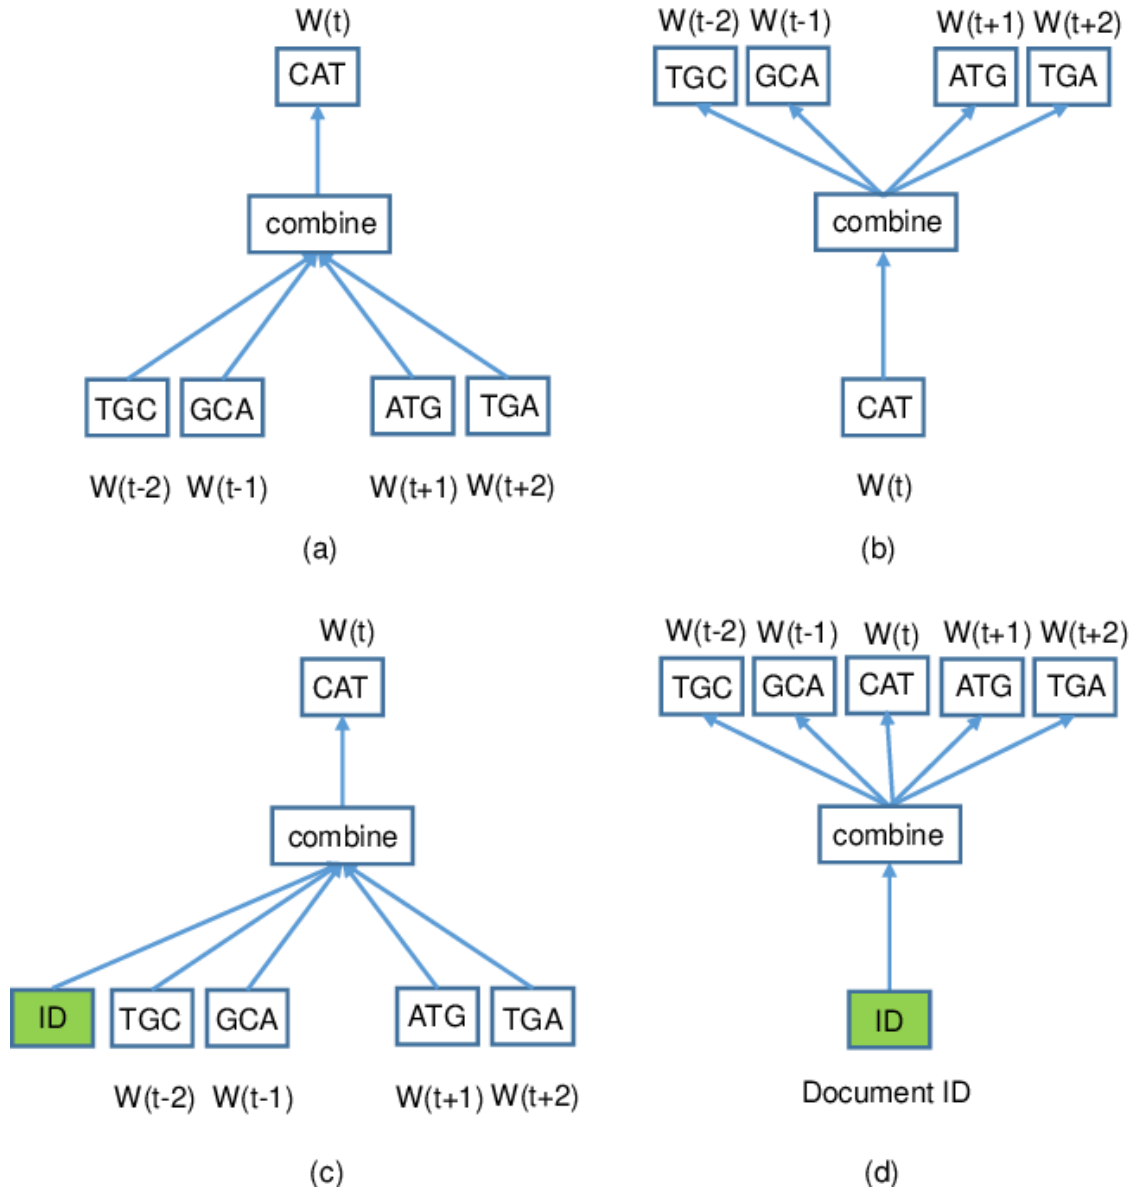 W(t)
CAT
combine
TGC GCA ATG TGA
W(t-2) W(t-1) W(t+1) W(t+2)
(a)
W(t-2) W(t-1) W(t+1) W(t+2)
TGC GCA ATG TGA
combine
CAT
W(t)
(b)
W(t)
CAT
combine
ID TGC GCA ATG TGA
W(t-2) W(t-1) W(t+1) W(t+2)
(c)
W(t-2) W(t-1) W(t) W(t+1) W(t+2)
TGC GCA CAT ATG TGA
combine
ID
Document ID
(d)